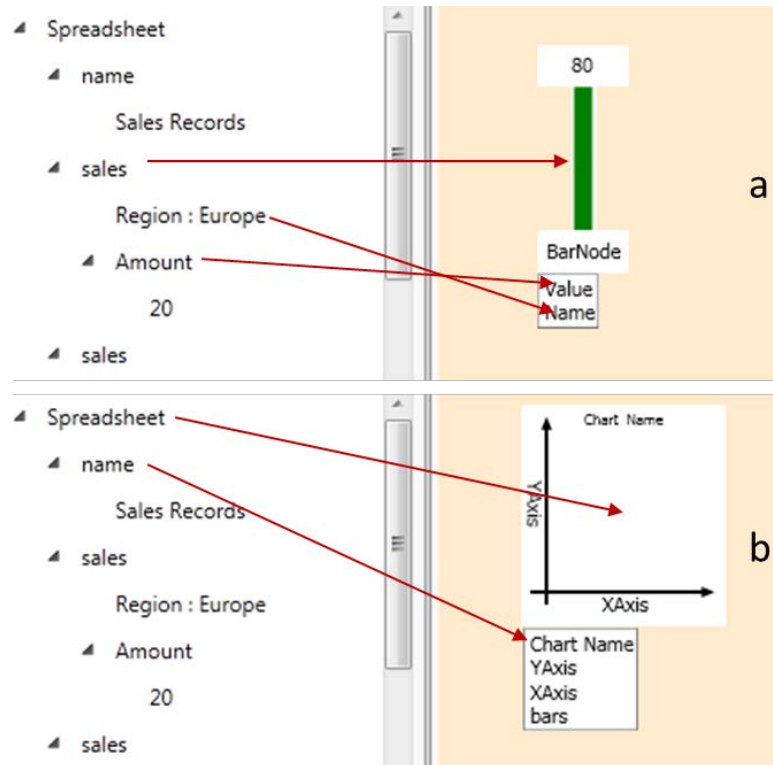 Spreadsheet
name
Sales Records
sales
Region : Europe
Amount
20
sales
80
BarNode
Value
Name
a
Spreadsheet
name
Sales Records
sales
Region : Europe
Amount
20
sales
Chart Name
YAxis
XAxis
Chart Name
YAxis
XAxis
bars
b